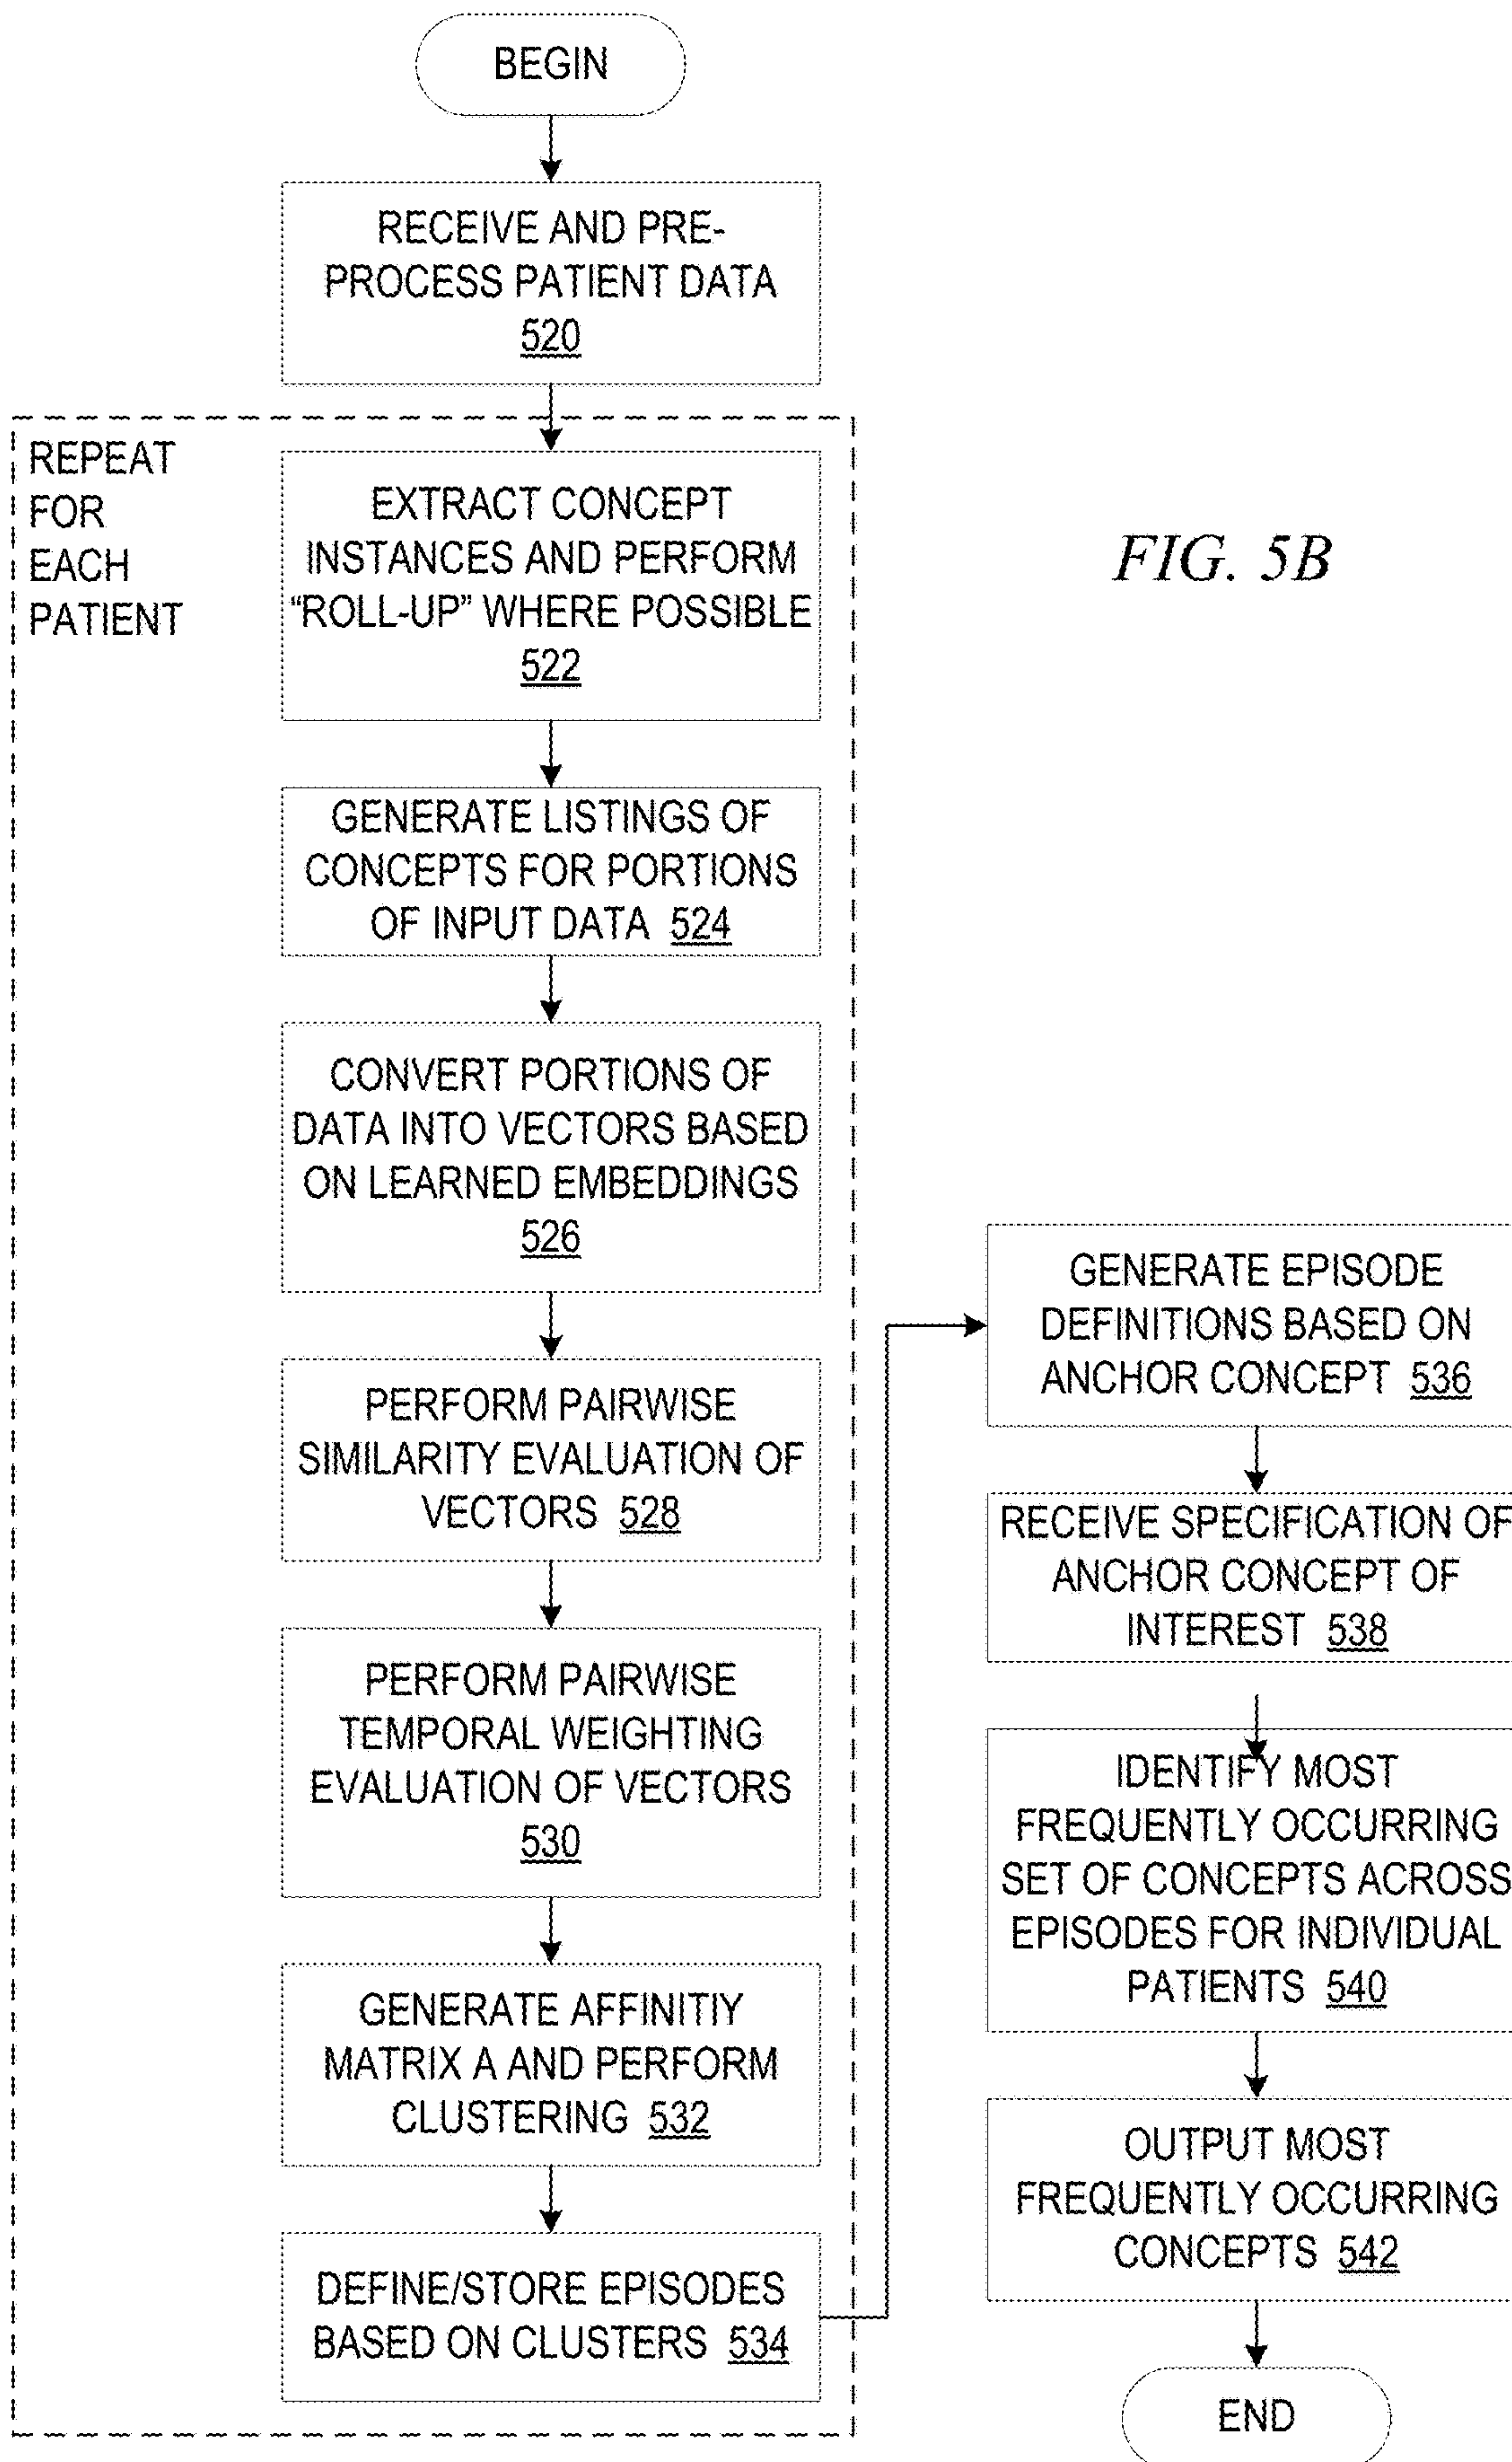 BEGIN
RECEIVE AND PRE-
PROCESS PATIENT DATA
520
REPEAT
FOR
EACH
PATIENT
EXTRACT CONCEPT
INSTANCES AND PERFORM
“ROLL-UP” WHERE POSSIBLE
522
FIG. 5B
GENERATE LISTINGS OF
CONCEPTS FOR PORTIONS
OF INPUT DATA 524
CONVERT PORTIONS OF
DATA INTO VECTORS BASED
ON LEARNED EMBEDDINGS
526
PERFORM PAIRWISE
SIMILARITY EVALUATION OF
VECTORS 528
PERFORM PAIRWISE
TEMPORAL WEIGHTING
EVALUATION OF VECTORS
530
GENERATE AFFINITIY
MATRIX A AND PERFORM
CLUSTERING 532
DEFINE/STORE EPISODES
BASED ON CLUSTERS 534
GENERATE EPISODE
DEFINITIONS BASED ON
ANCHOR CONCEPT 536
RECEIVE SPECIFICATION OF
ANCHOR CONCEPT OF
INTEREST 538
IDENTIFY MOST
FREQUENTLY OCCURRING
SET OF CONCEPTS ACROSS
EPISODES FOR INDIVIDUAL
PATIENTS 540
OUTPUT MOST
FREQUENTLY OCCURRING
CONCEPTS 542
END